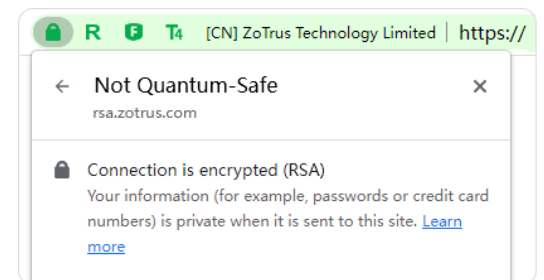 R T4 [CN] ZoTrus Technology Limited https://
Not Quantum-Safe
rsa.zotrus.com
Connection is encrypted (RSA)
Your information (for example, passwords or credit card
numbers) is private when it is sent to this site. Learn
more